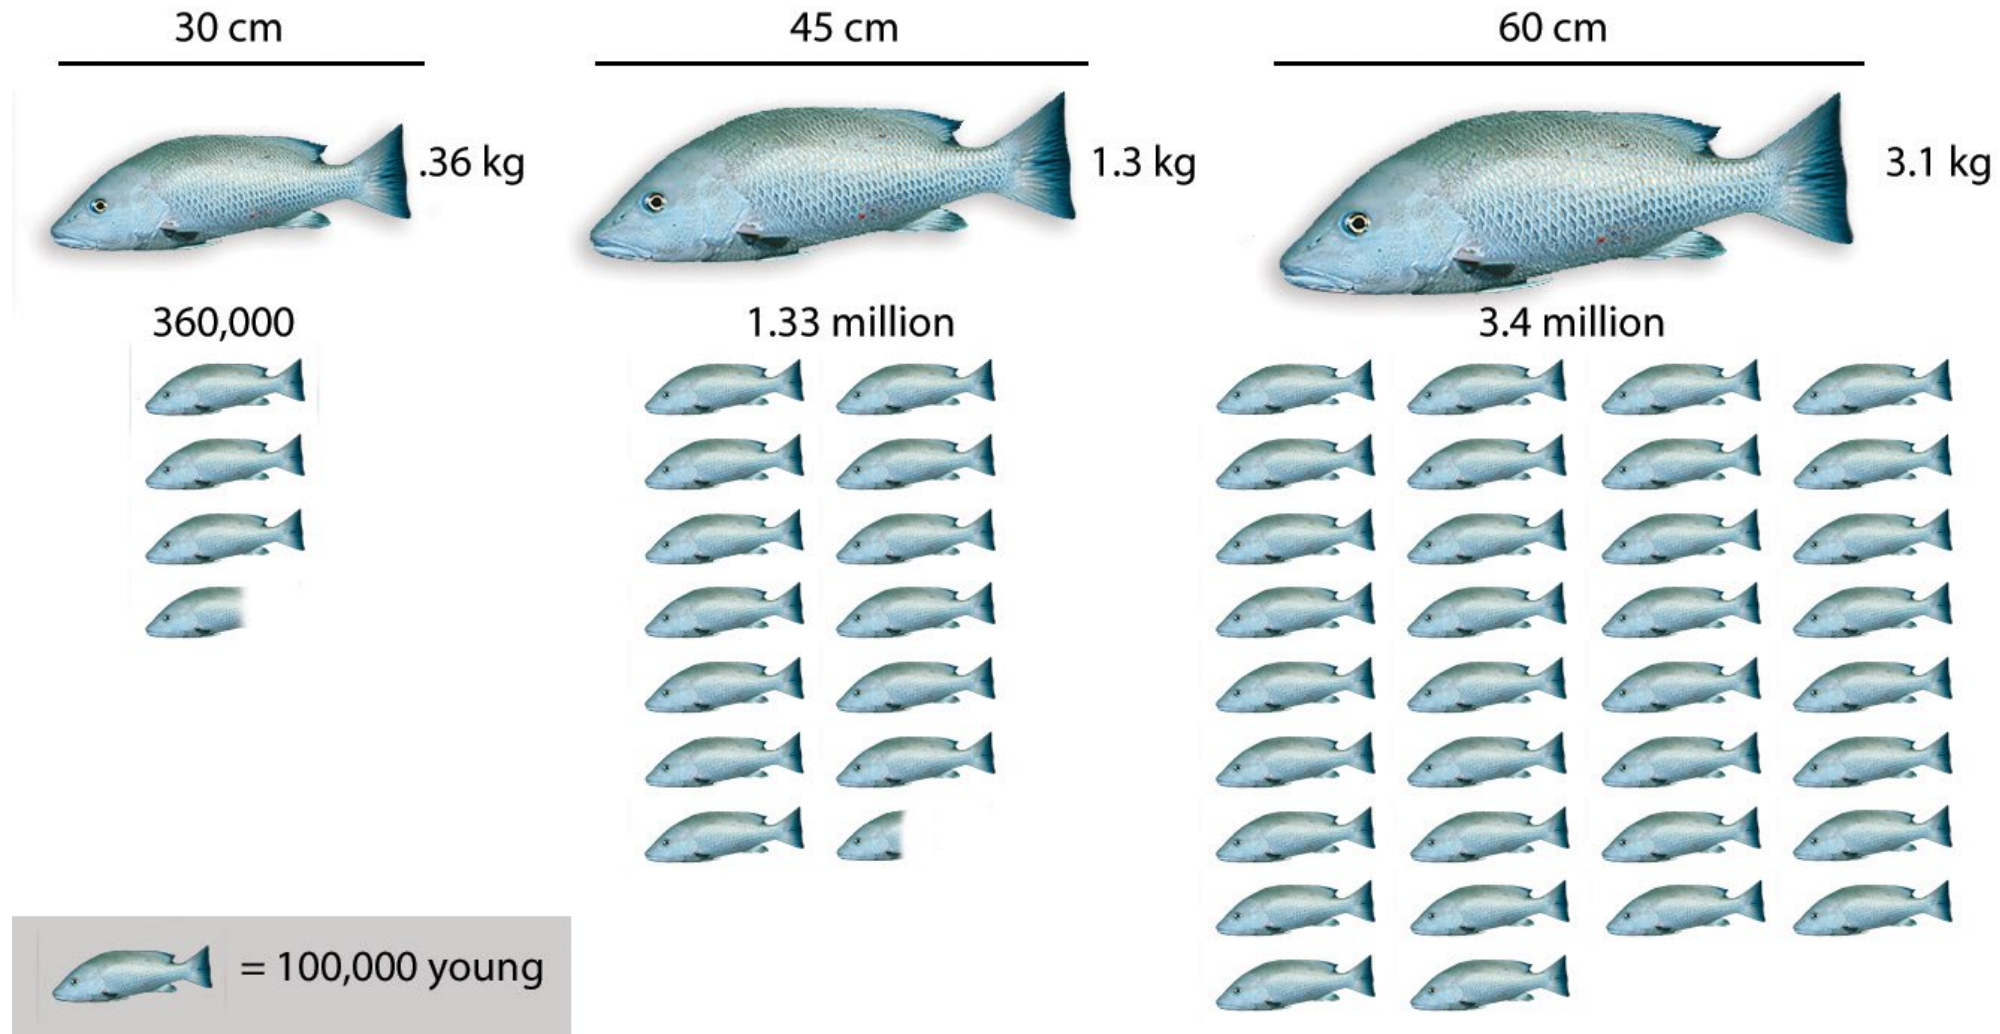 30 cm
45 cm
60 cm
.36 kg
1.3 kg
3.1 kg
360,000
1.33 million
3.4 million
= 100,000 young